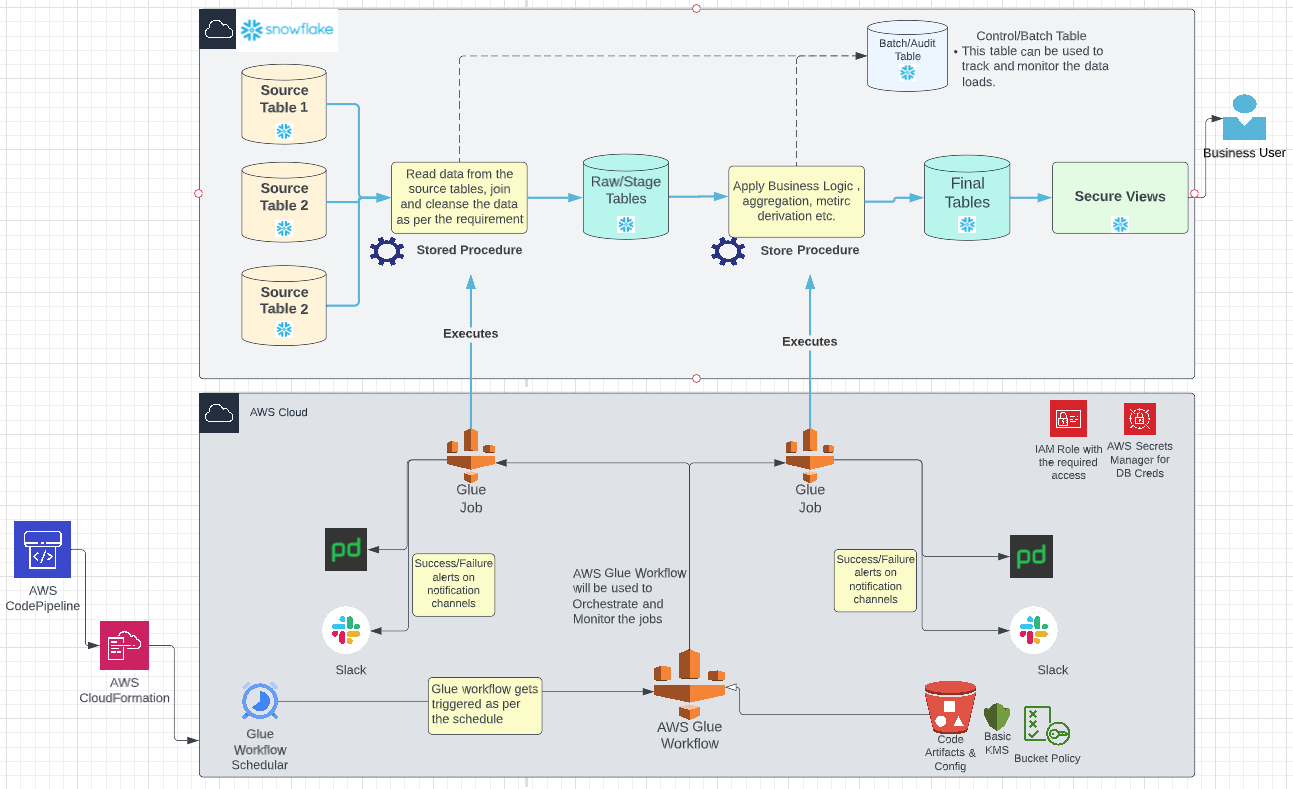 snowflake
Batch/Audit
Table
Control/Batch Table
• This table can be used to
track and monitor the data
loads.
Source
Table 1
Source
Table 2
Source
Table 2
Read data from the
source tables, join
and cleanse the data
as per the requirement
Stored Procedure
Raw/Stage
Tables
Apply Business Logic ,
aggregation, metirc
derivation etc.
Store Procedure
Final
Tables
Secure Views
Business User
Executes
Executes
AWS Cloud
IAM Role with
the required
access
AWS Secrets
Manager for
DB Creds
Glue
Job
Glue
Job
pd
Success/Failure
alerts on
notification
channels
Slack
AWS Glue Workflow
will be used to
Orchestrate and
Monitor the jobs
Success/Failure
alerts on
notification
channels
pd
Slack
AWS
CodePipeline
AWS
CloudFormation
Glue
Workflow
Schedular
Glue workflow gets
triggered as per
the schedule
AWS Glue
Workflow
Code
Artifacts &
Config
Basic
KMS
Bucket Policy